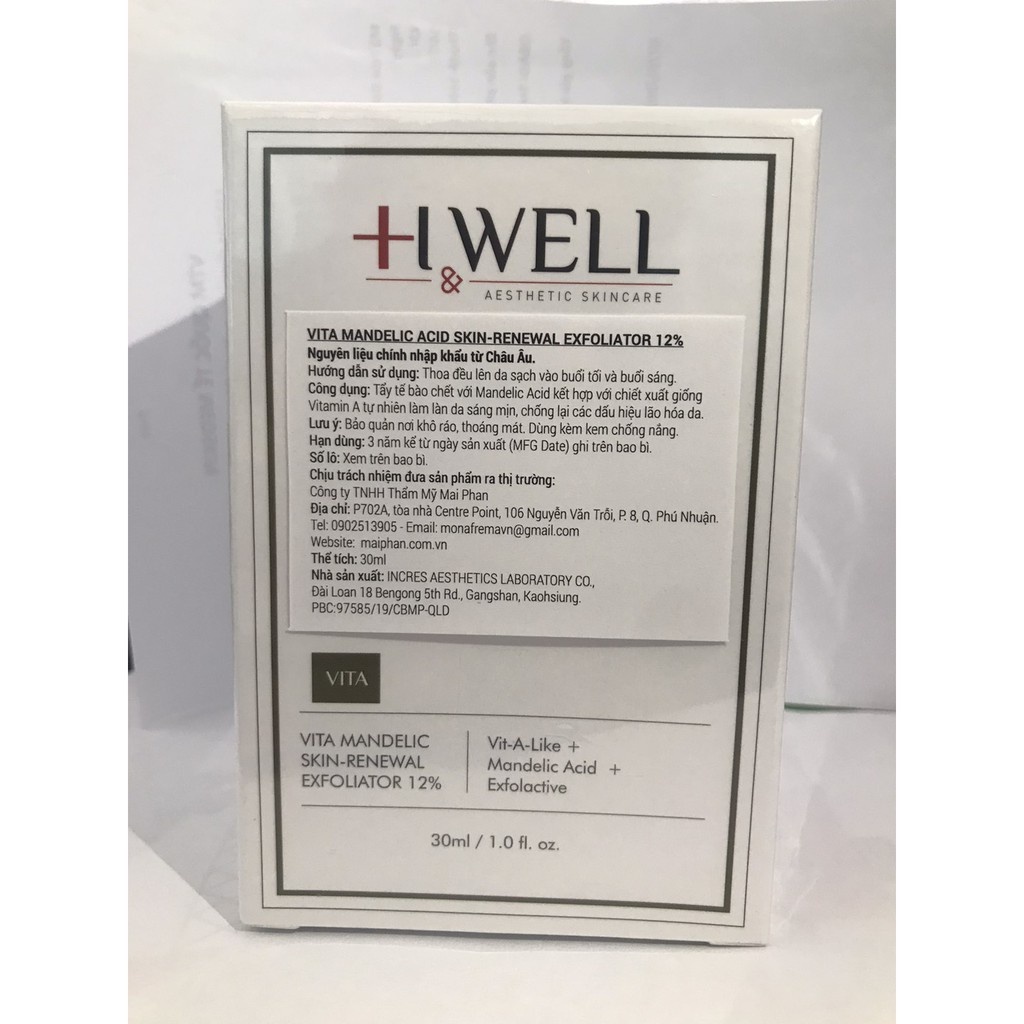 H&WELL
AESTHETIC SKINCARE
VITA MANDELIC ACID SKIN-RENEWAL EXFOLIATOR 12%
Nguyên liệu chính nhập khẩu từ Châu Âu.
Hướng dẫn sử dụng: Thoa đều lên da sạch vào buổi tối và buổi sáng.
Công dụng: Tẩy tế bào chết với Mandelic Acid kết hợp với chiết xuất giống
Vitamin A tự nhiên làm làn da sáng mịn, chống lại các dấu hiệu lão hóa da.
Lưu ý: Bảo quản nơi khô ráo, thoáng mát. Dùng kèm kem chống nắng.
Hạn dùng: 3 năm kể từ ngày sản xuất (MFG Date) ghi trên bao bì.
Số lô: Xem trên bao bì.
Chịu trách nhiệm đưa sản phẩm ra thị trường:
Công ty TNHH Thẩm Mỹ Mai Phan
Địa chỉ: P702A, tòa nhà Centre Point, 106 Nguyễn Văn Trỗi, P. 8, Q. Phú Nhuận.
Tel: 0902513905 - Email: monafremavn@gmail.com
Website: maiphan.com.vn
Thể tích: 30ml
Nhà sản xuất: INCRES AESTHETICS LABORATORY CO.,
Đài Loan 18 Bengong 5th Rd., Gangshan, Kaohsiung.
PBC:97585/19/CBMP-QLD
VITA
VITA MANDELIC
SKIN-RENEWAL
EXFOLIATOR 12%
Vit-A-Like +
Mandelic Acid +
Exfolactive
30ml / 1.0 fl. oz.